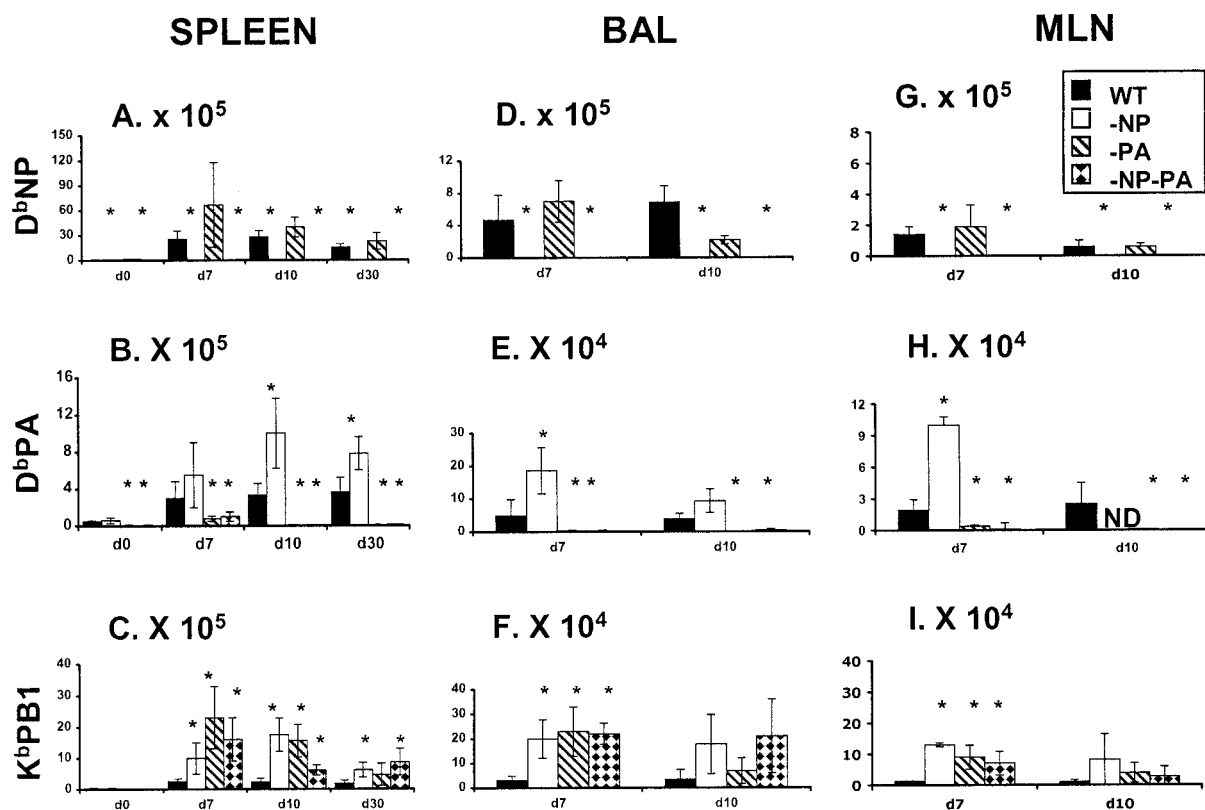 SPLEEN BAL MLN
WT
-NP
-PA
-NP-PA
DᵇNP
A. x 10⁵
150
120
90
60
30
0
* * * * * * * *
d0 d7 d10 d30
D. x 10⁵
12
8
4
0
* * * *
d7 d10
G. x 10⁵
8
6
4
2
0
* * * *
d7 d10
DᵇPA
B. X 10⁵
16
12
8
4
0
* * * * * * * * * *
d0 d7 d10 d30
E. X 10⁴
30
20
10
0
* * * * *
d7 d10
H. X 10⁴
12
9
6
3
0
* * * * *
ND
d7 d10
KᵇPB1
C. X 10⁵
40
30
20
10
0
* * * * * * * *
d0 d7 d10 d30
F. X 10⁴
40
30
20
10
0
* * *
d7 d10
I. X 10⁴
40
30
20
10
0
* * *
d7 d10